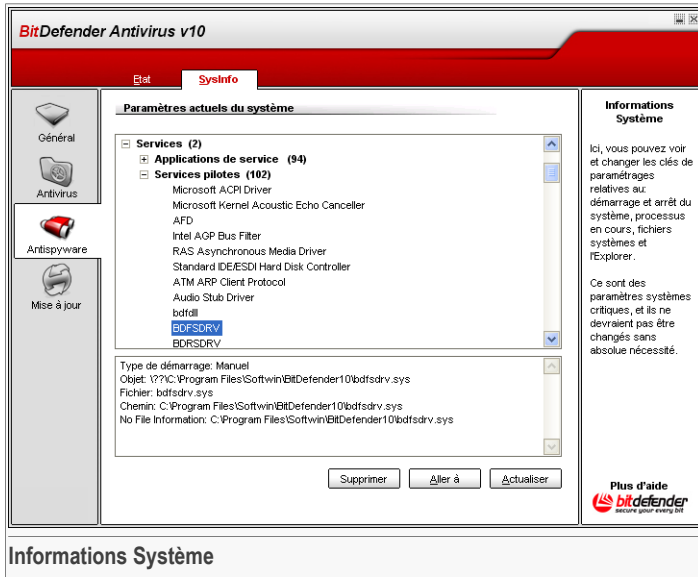 BitDefender Antivirus v10
Etat
SysInfo
Général
Antivirus
Antispyware
Mise à jour
Paramètres actuels du système
Services (2)
Applications de service (94)
Services pilotes (102)
Microsoft ACPI Driver
Microsoft Kernel Acoustic Echo Canceller
AFD
Intel AGP Bus Filter
RAS Asynchronous Media Driver
Standard IDE/ESDI Hard Disk Controller
ATM ARP Client Protocol
Audio Stub Driver
bdfdll
BDFSDRV
BDRSDRV
Type de démarrage: Manuel
Objet: \??\C:\Program Files\Softwin\BitDefender10\bdfsdrv.sys
Fichier: bdfsdrv.sys
Chemin: C:\Program Files\Softwin\BitDefender10\bdfsdrv.sys
No File Information: C:\Program Files\Softwin\BitDefender10\bdfsdrv.sys
Supprimer
Aller à
Actualiser
Informations
Système
Ici, vous pouvez voir
et changer les clés de
paramétrages
relatives au:
démarrage et arrêt du
système, processus
en cours, fichiers
systèmes et
l'Explorer.
Ce sont des
paramètres systèmes
critiques, et ils ne
devraient pas être
changés sans
absolue nécessité.
Plus d'aide
bitdefender
secure your every bit
Informations Système